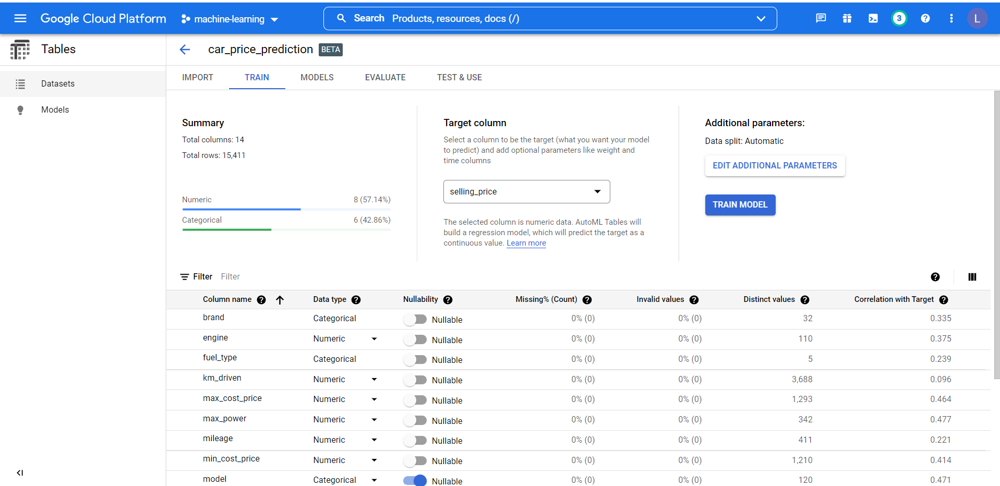 Google Cloud Platform machine-learning Search Products, resources, docs (/) 3 ? L
Tables
car_price_prediction BETA
Datasets
Models
IMPORT TRAIN MODELS EVALUATE TEST & USE
Summary
Total columns: 14
Total rows: 15,411
Numeric 8 (57.14%)
Categorical 6 (42.86%)
Target column
Select a column to be the target (what you want your model
to predict) and add optional parameters like weight and
time columns
selling_price
The selected column is numeric data. AutoML Tables will
build a regression model, which will predict the target as a
continuous value. Learn more
Additional parameters:
Data split: Automatic
EDIT ADDITIONAL PARAMETERS
TRAIN MODEL
Filter Filter ?
Column name ? Data type ? Nullability ? Missing% (Count) ? Invalid values ? Distinct values ? Correlation with Target ?
brand Categorical Nullable 0% (0) 0% (0) 32 0.335
engine Numeric Nullable 0% (0) 0% (0) 110 0.375
fuel_type Categorical Nullable 0% (0) 0% (0) 5 0.239
km_driven Numeric Nullable 0% (0) 0% (0) 3,688 0.096
max_cost_price Numeric Nullable 0% (0) 0% (0) 1,293 0.464
max_power Numeric Nullable 0% (0) 0% (0) 342 0.477
mileage Numeric Nullable 0% (0) 0% (0) 411 0.221
min_cost_price Numeric Nullable 0% (0) 0% (0) 1,210 0.414
model Categorical Nullable 0% (0) 0% (0) 120 0.471